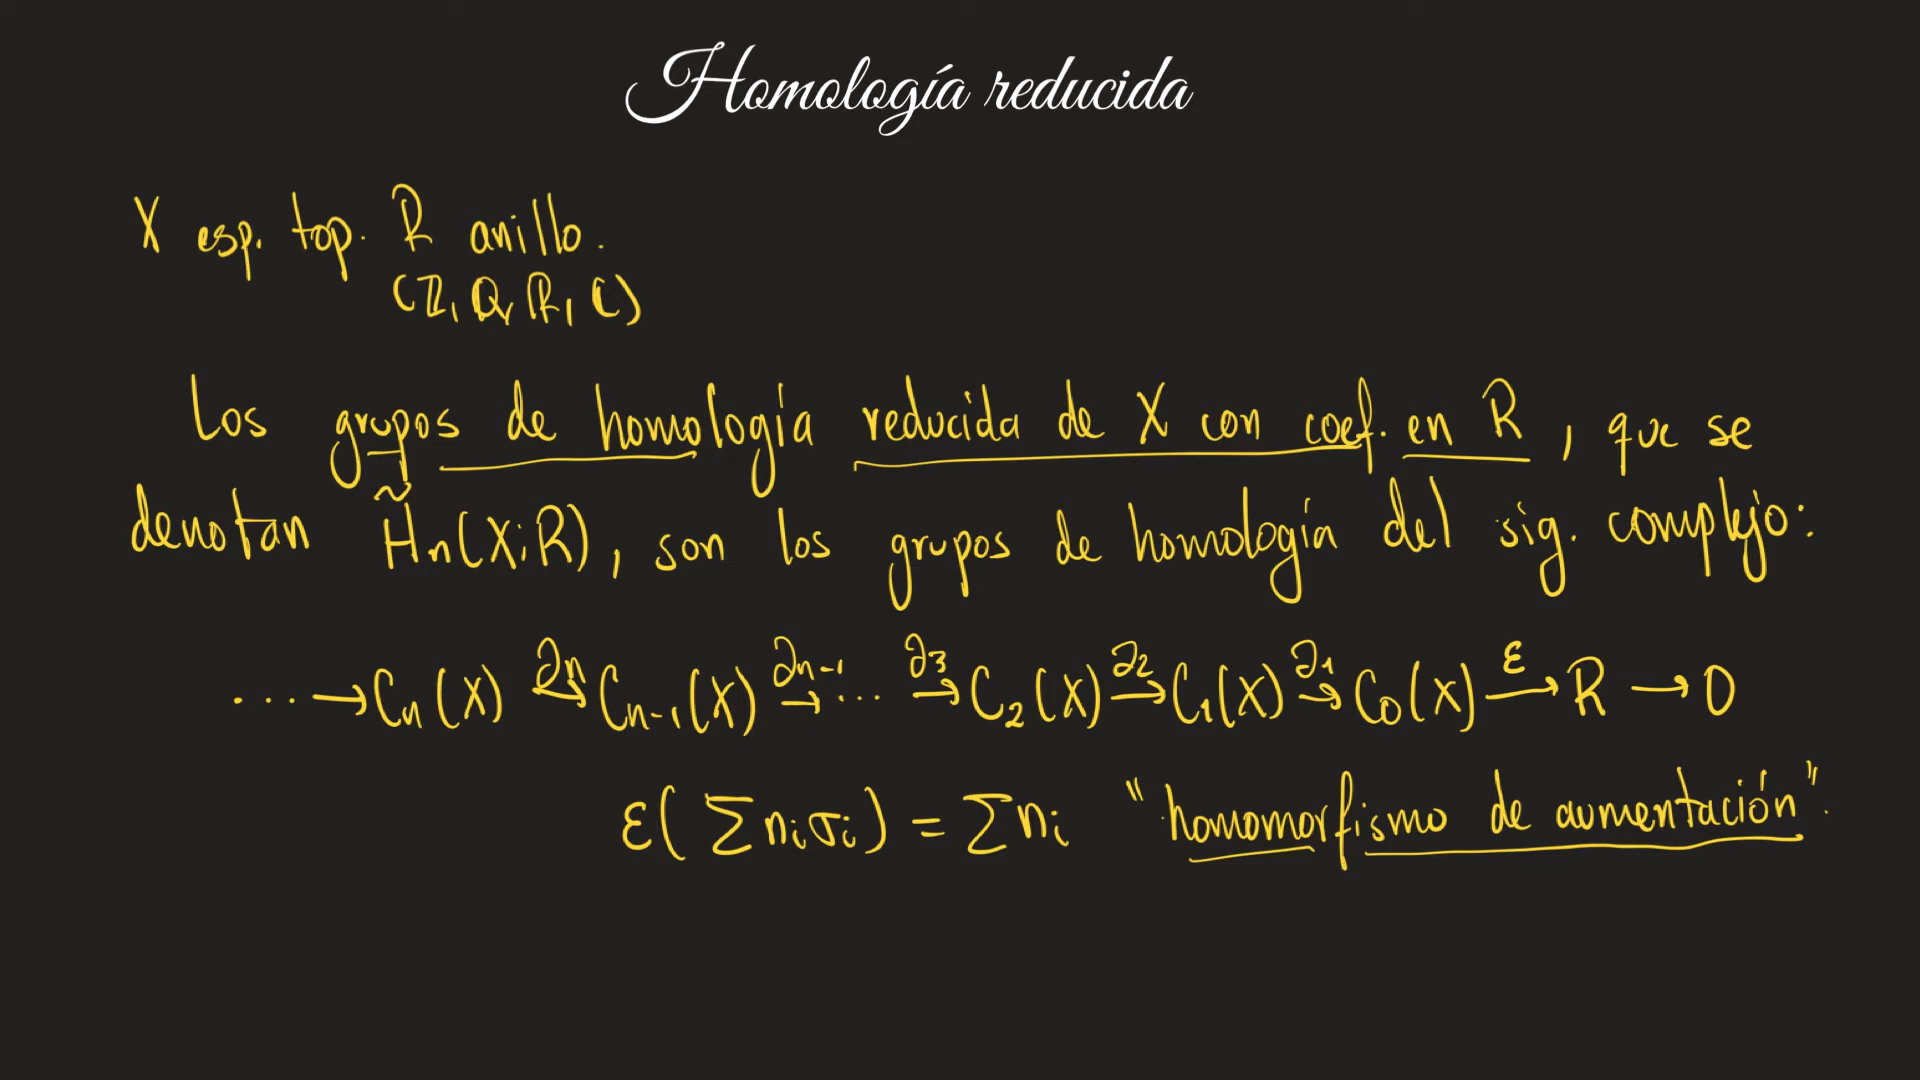 Homología reducida
X esp. top. R anillo.
(ℤ, ℚ, ℝ, ℂ)
Los grupos de homología reducida de X con coef. en R, que se
denotan H̃n(X;R), son los grupos de homología del sig. complejo:
... → Cn(X) ∂n→ Cn-1(X) ∂n-1→ ... ∂3→ C2(X) ∂2→ C1(X) ∂1→ C0(X) ε→ R → 0
ε(∑niσi) = ∑ni "homomorfismo de aumentación".